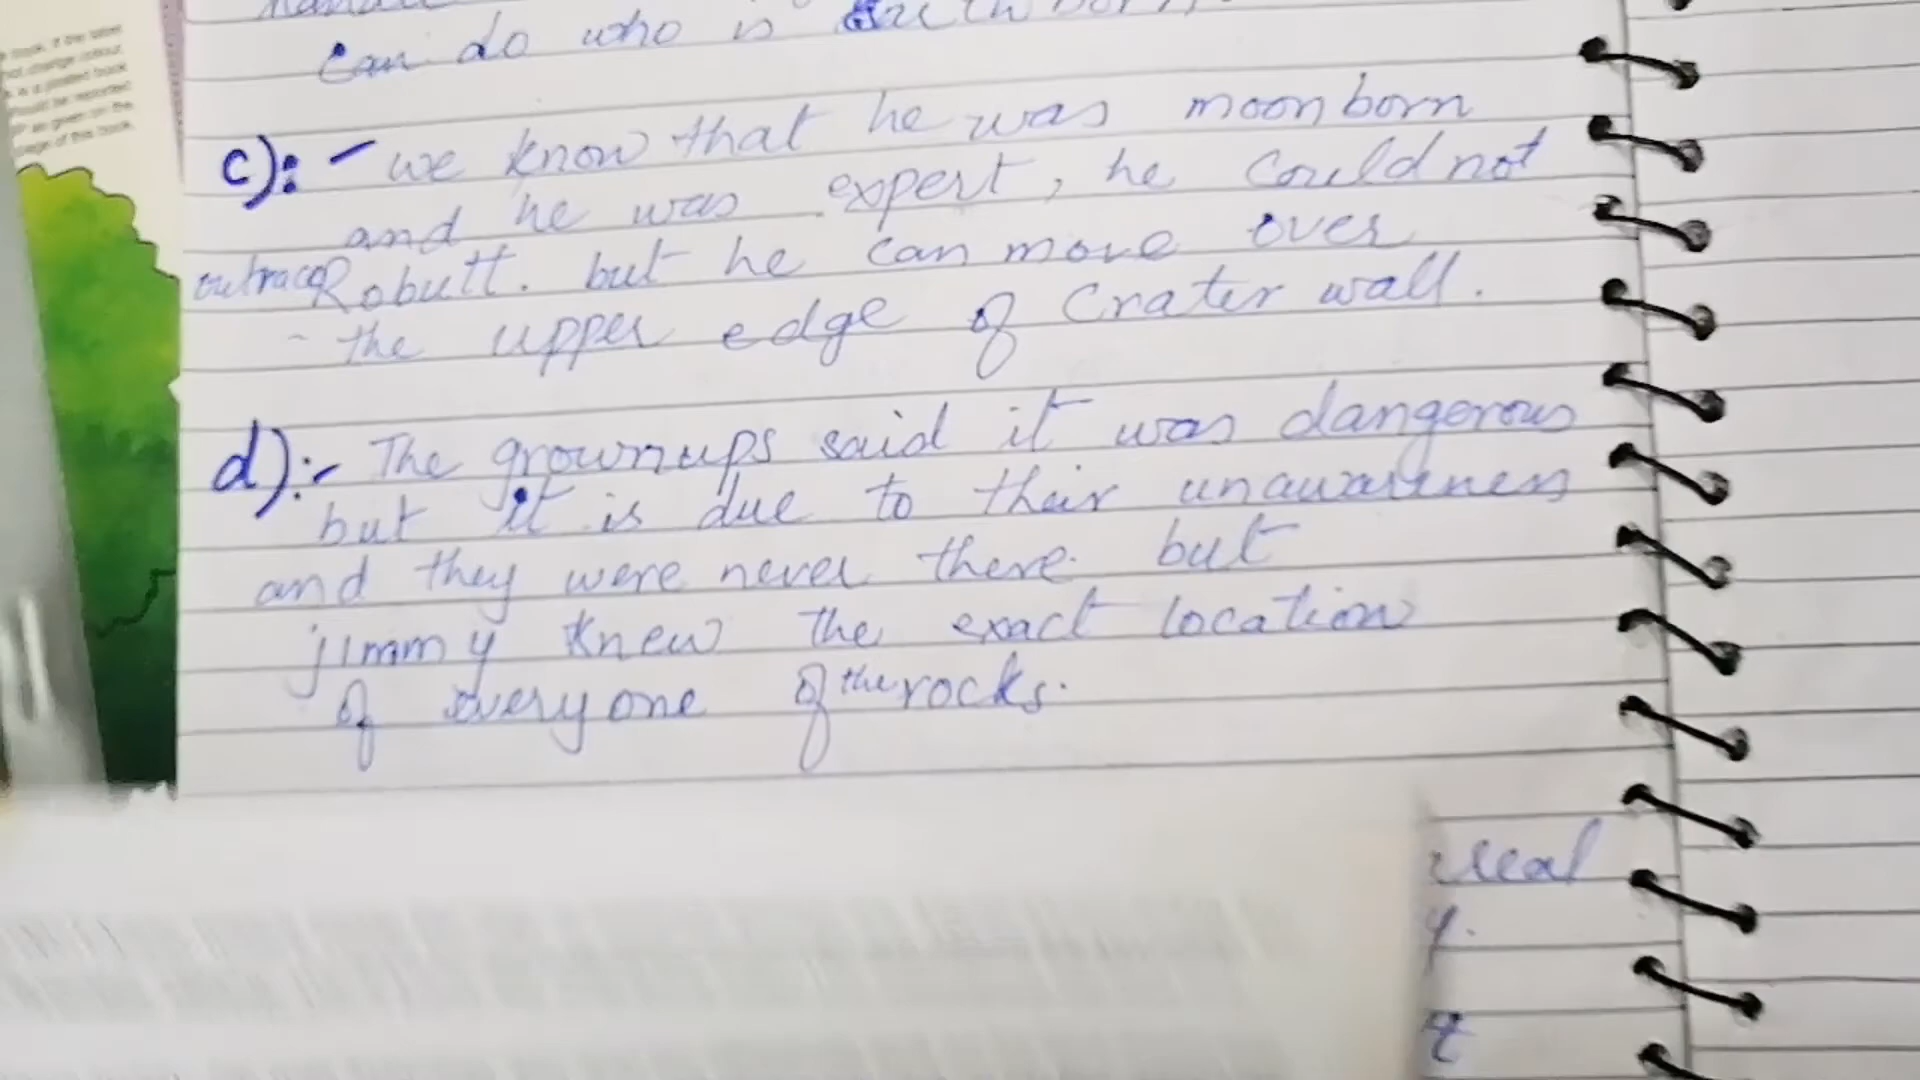 can do who is
c):- we know that he was moonborn
and he was expert, he could not
outrace Robutt. but he can move over
- the upper edge of Crater wall.
d):- The grownups said it was dangerous
but it is due to their unawareness
and they were never there. but
jimmy knew the exact location
of everyone of the rocks.
y.
t